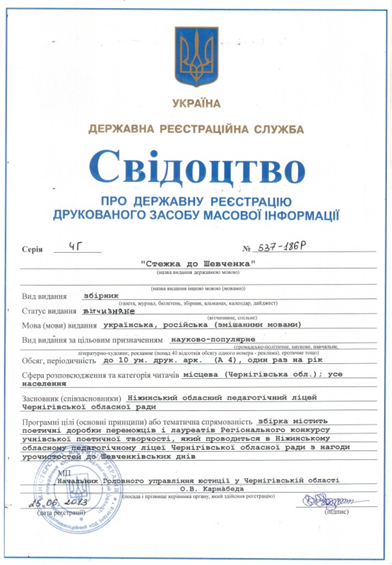 УКРАЇНА
ДЕРЖАВНА РЕЄСТРАЦІЙНА СЛУЖБА
Свідоцтво
ПРО ДЕРЖАВНУ РЕЄСТРАЦІЮ
ДРУКОВАНОГО ЗАСОБУ МАСОВОЇ ІНФОРМАЦІЇ
Серія ЧГ № 537-186Р
"Стежка до Шевченка"
(назва видання державною мовою)
(назва видання іншою мовою (мовами))
Вид видання збірник
(газета, журнал, бюлетень, збірник, альманах, календар, дайджест)
Статус видання вітчизняне
(вітчизняне, спільне)
Мова (мови) видання українська, російська (змішаними мовами)
Вид видання за цільовим призначенням науково-популярне
(громадсько-політичне, наукове, навчальне,
літературно-художнє, рекламне (понад 40 відсотків обсягу одного номера - реклама), еротичне тощо)
Обсяг, періодичність до 10 ум. друк. арк. (А 4), один раз на рік
Сфера розповсюдження та категорія читачів місцева (Чернігівська обл.); усе
населення
Засновник (співзасновники) Ніжинський обласний педагогічний ліцей
Чернігівської обласної ради
Програмні цілі (основні принципи) або тематична спрямованість збірка містить
поетичні доробки переможців і лауреатів Регіонального конкурсу
учнівської поетичної творчості, який проводиться в Ніжинському
обласному педагогічному ліцеї Чернігівської обласної ради з нагоди
урочистостей до Шевченківських днів
МП
Начальник Головного управління юстиції у Чернігівській області
О.В. Карнабеда
(посада і прізвище керівника органу, який здійснив реєстрацію)
25.06.2013
(дата реєстрації)
(підпис)